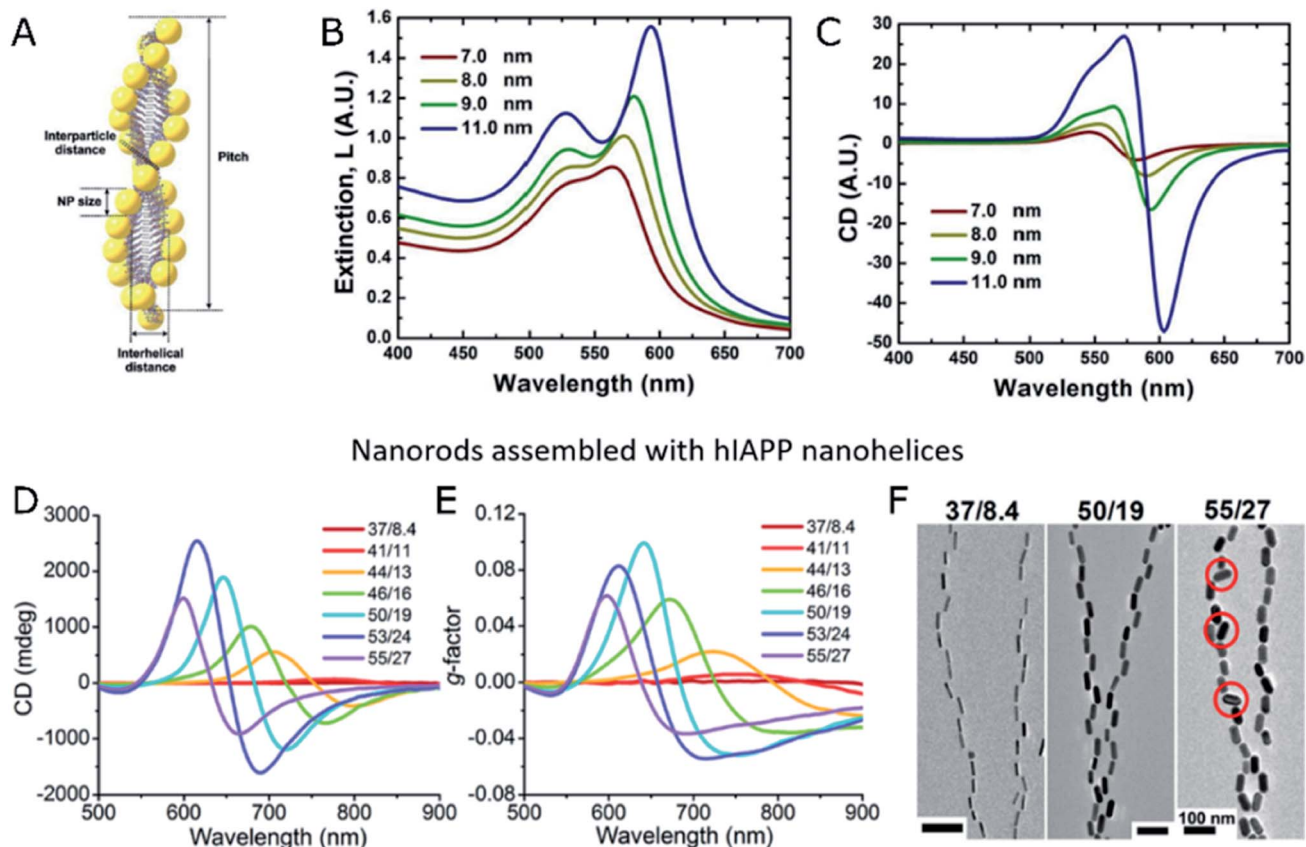 A
Interparticle
distance
NP size
Pitch
Interhelical
distance
B
Extinction, L (A.U.)
1.6
1.4
1.2
1.0
0.8
0.6
0.4
0.2
0.0
7.0 nm
8.0 nm
9.0 nm
11.0 nm
400 450 500 550 600 650 700
Wavelength (nm)
C
CD (A.U.)
30
20
10
0
-10
-20
-30
-40
-50
7.0 nm
8.0 nm
9.0 nm
11.0 nm
400 450 500 550 600 650 700
Wavelength (nm)
Nanorods assembled with hIAPP nanohelices
D
CD (mdeg)
3000
2000
1000
0
-1000
-2000
37/8.4
41/11
44/13
46/16
50/19
53/24
55/27
500 600 700 800 900
Wavelength (nm)
E
g-factor
0.12
0.08
0.04
0.00
-0.04
-0.08
37/8.4
41/11
44/13
46/16
50/19
53/24
55/27
500 600 700 800 900
Wavelength (nm)
F
37/8.4 50/19 55/27
100 nm